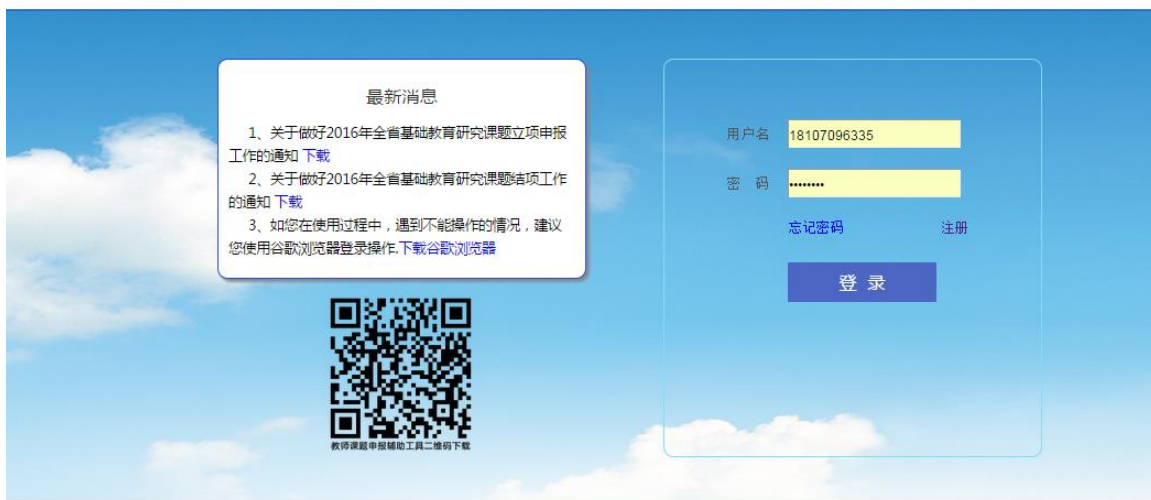 最新消息
1、关于做好2016年全省基础教育研究课题立项申报
工作的通知 下载
2、关于做好2016年全省基础教育研究课题结项工作
的通知 下载
3、如您在使用过程中，遇到不能操作的情况，建议
您使用谷歌浏览器登录操作.下载谷歌浏览器
教师课题申报辅助工具二维码下载
用户名 18107096335
密 码 ••••••••
忘记密码 注册
登 录